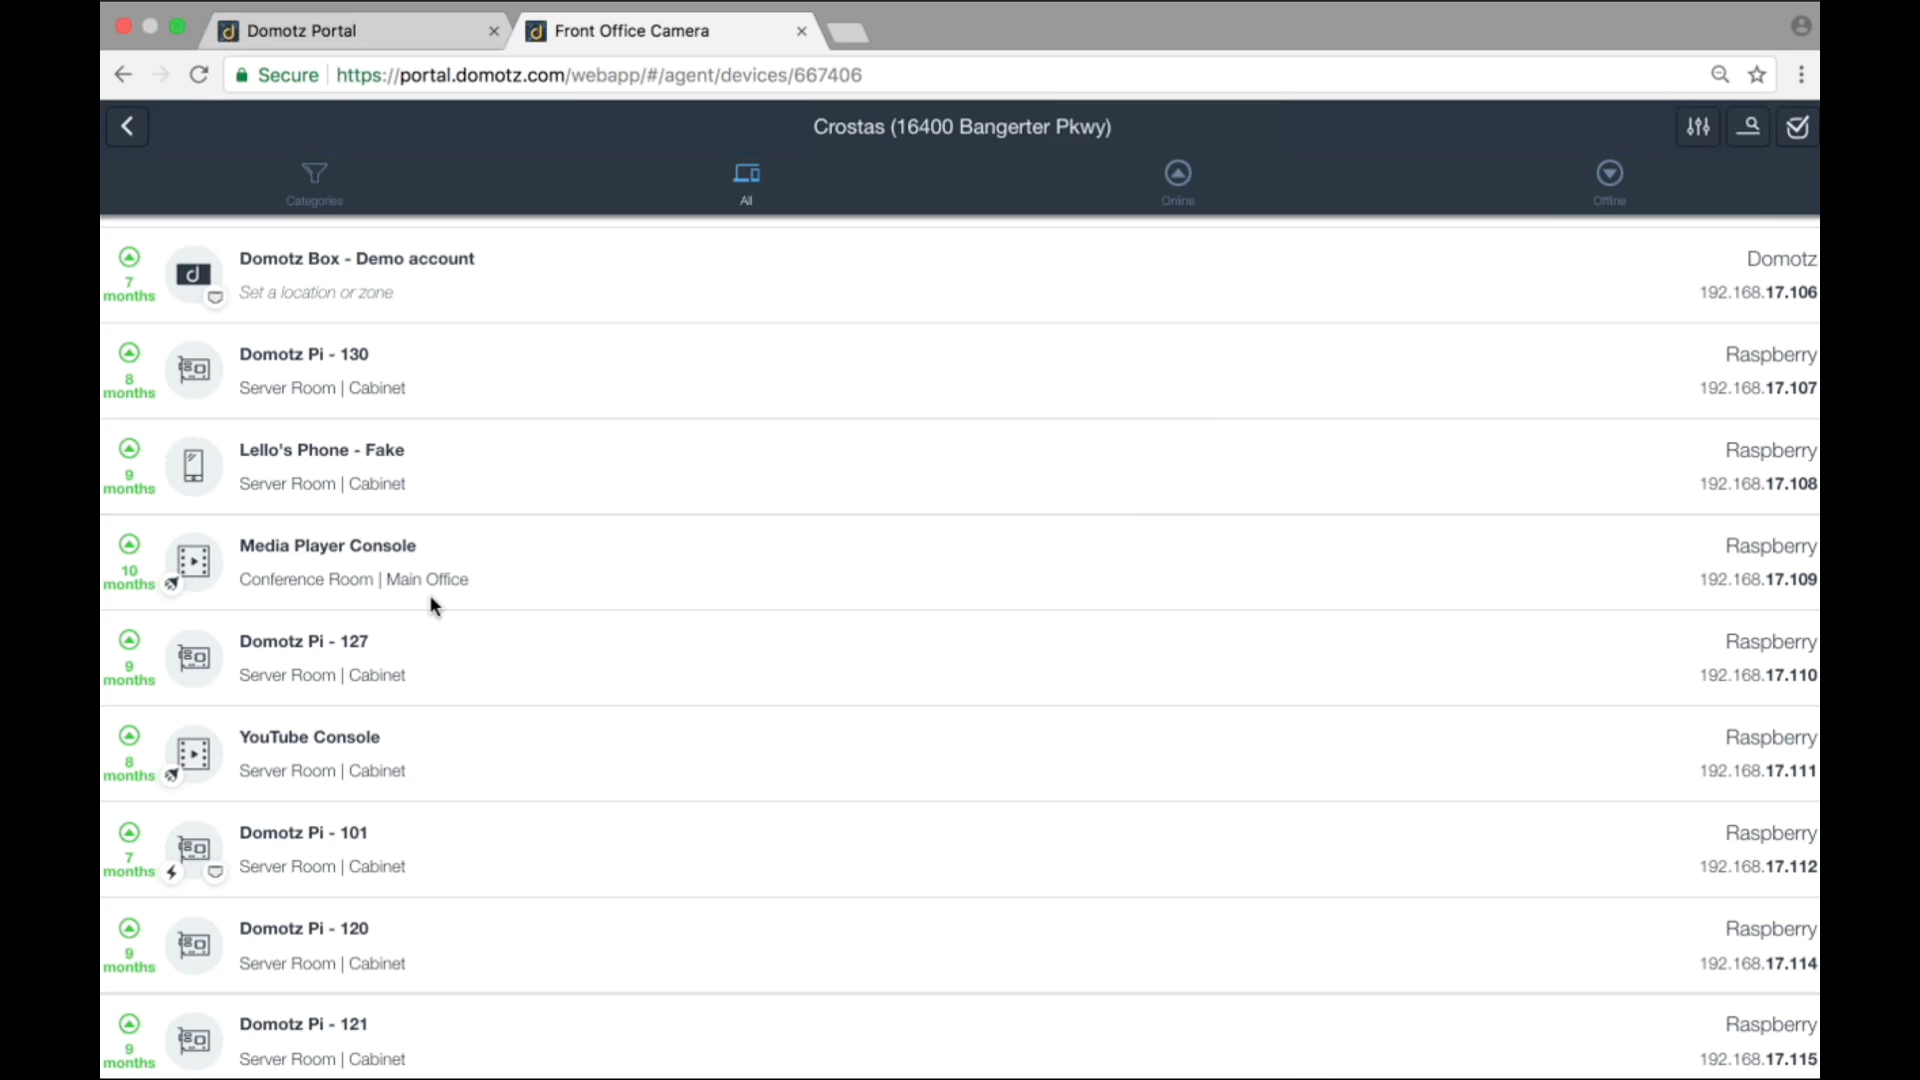 Domotz Portal
Front Office Camera
Secure
https://portal.domotz.com/webapp/#/agent/devices/667406
Crostas (16400 Bangerter Pkwy)
Categories
All
Online
Offline
7 months
Domotz Box - Demo account
Domotz
Set a location or zone
192.168.17.106
8 months
Domotz Pi - 130
Raspberry
Server Room | Cabinet
192.168.17.107
9 months
Lello's Phone - Fake
Raspberry
Server Room | Cabinet
192.168.17.108
10 months
Media Player Console
Raspberry
Conference Room | Main Office
192.168.17.109
9 months
Domotz Pi - 127
Raspberry
Server Room | Cabinet
192.168.17.110
8 months
YouTube Console
Raspberry
Server Room | Cabinet
192.168.17.111
7 months
Domotz Pi - 101
Raspberry
Server Room | Cabinet
192.168.17.112
9 months
Domotz Pi - 120
Raspberry
Server Room | Cabinet
192.168.17.114
9 months
Domotz Pi - 121
Raspberry
Server Room | Cabinet
192.168.17.115